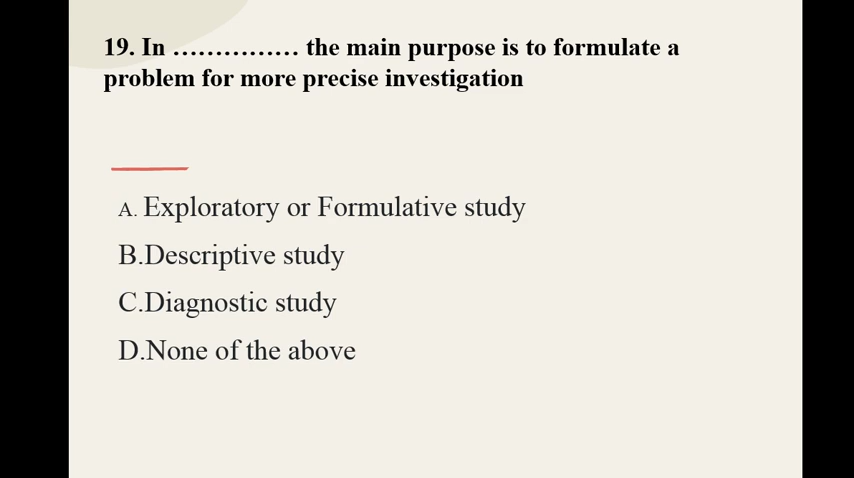 19. In …………… the main purpose is to formulate a
problem for more precise investigation
A. Exploratory or Formulative study
B.Descriptive study
C.Diagnostic study
D.None of the above